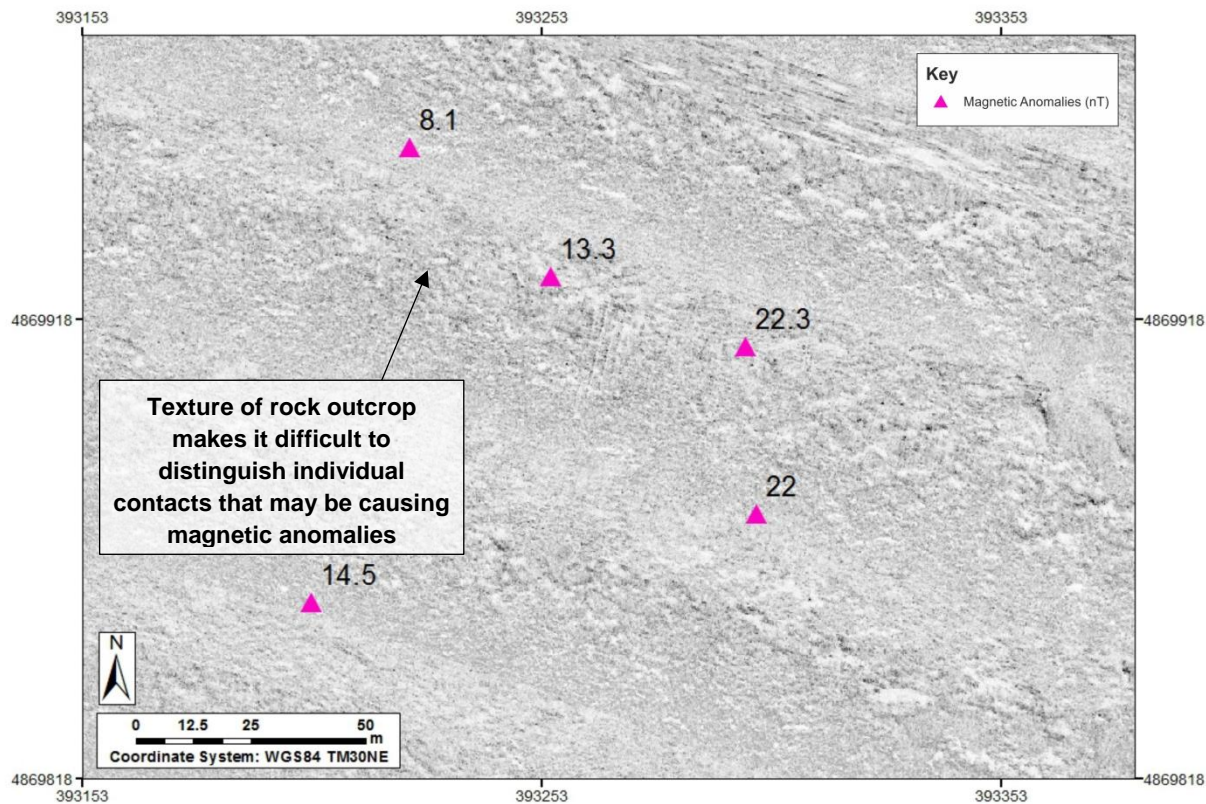 393153
393253
393353
Key
Magnetic Anomalies (nT)
8.1
13.3
4869918
22.3
4869918
Texture of rock outcrop
makes it difficult to
distinguish individual
contacts that may be causing
magnetic anomalies
22
14.5
N
0 12.5 25 50
m
Coordinate System: WGS84 TM30NE
4869818
4869818
393153
393253
393353